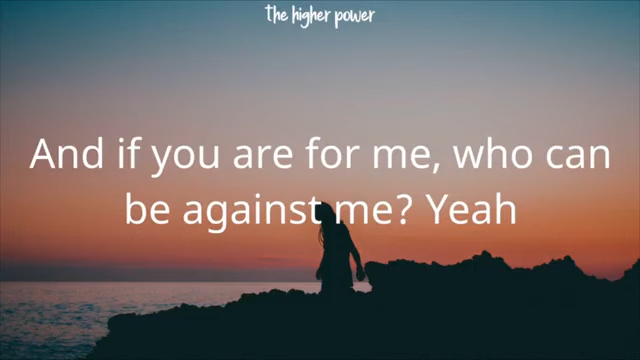 the higher power
And if you are for me, who can
be against me? Yeah